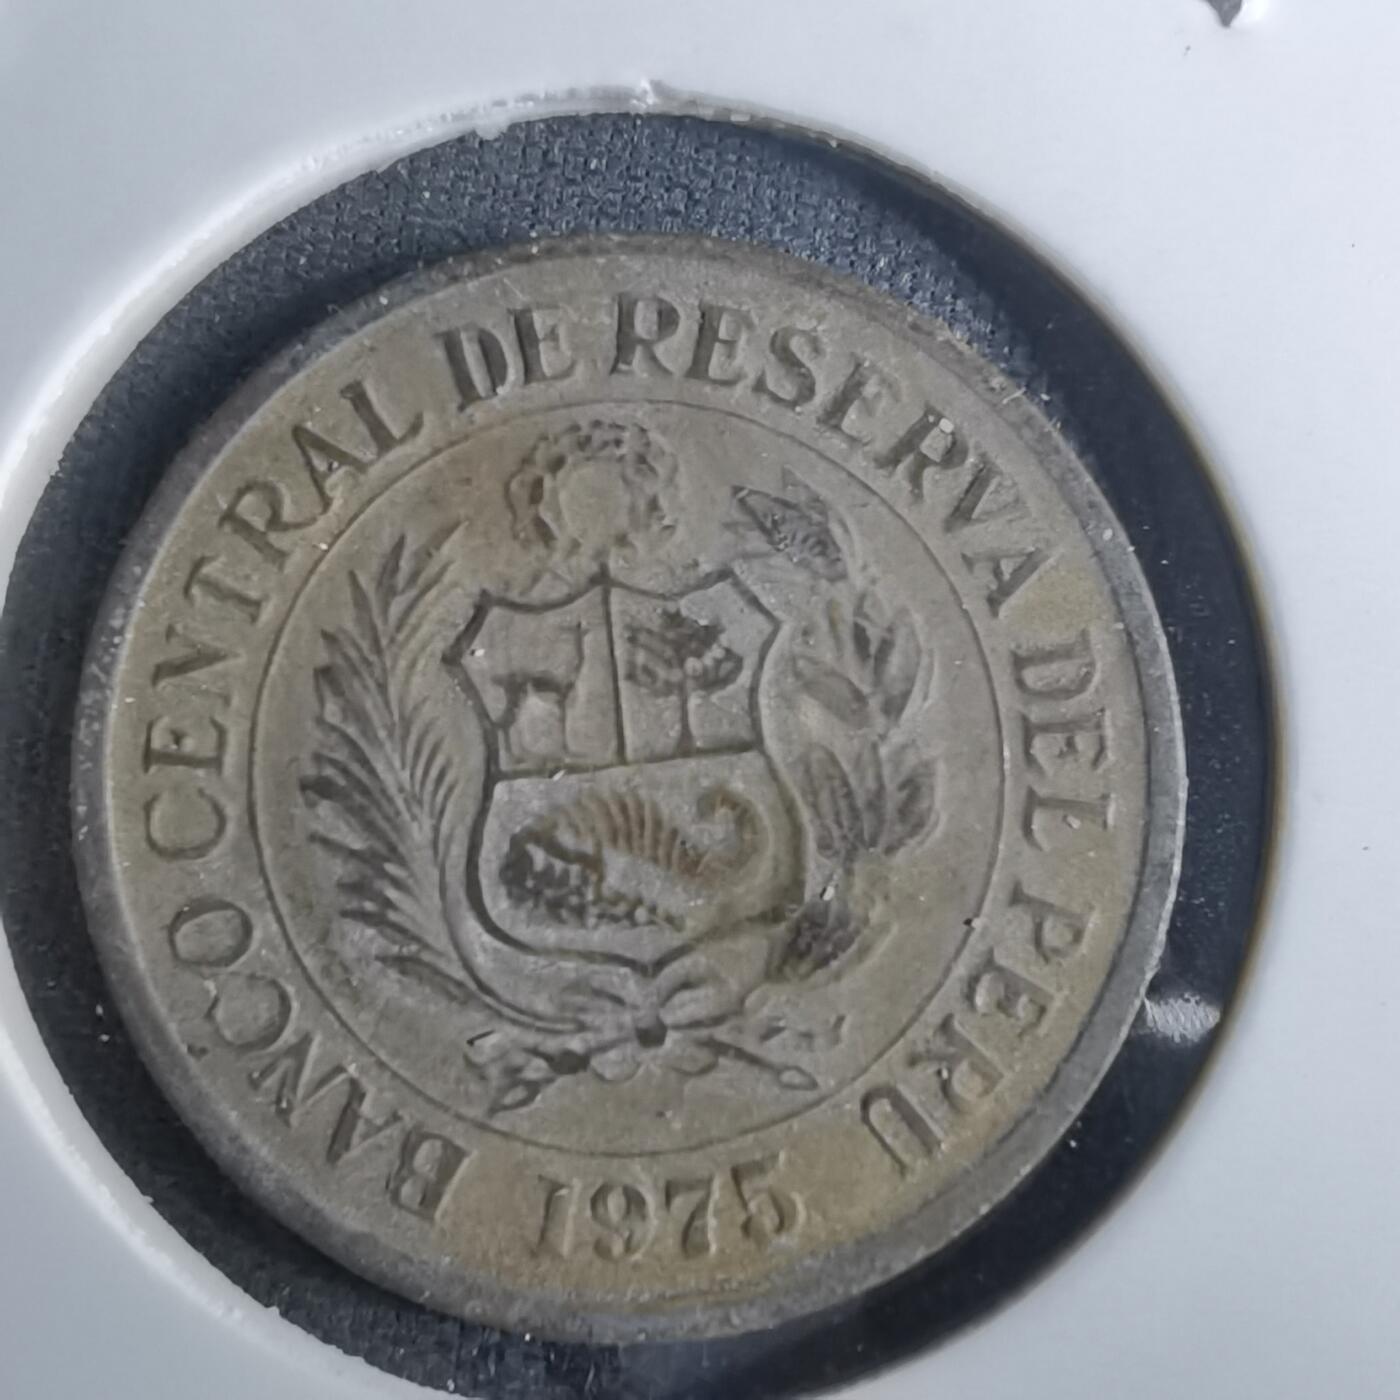 BANCO CENTRAL DE RESERVA DEL PERU
1975